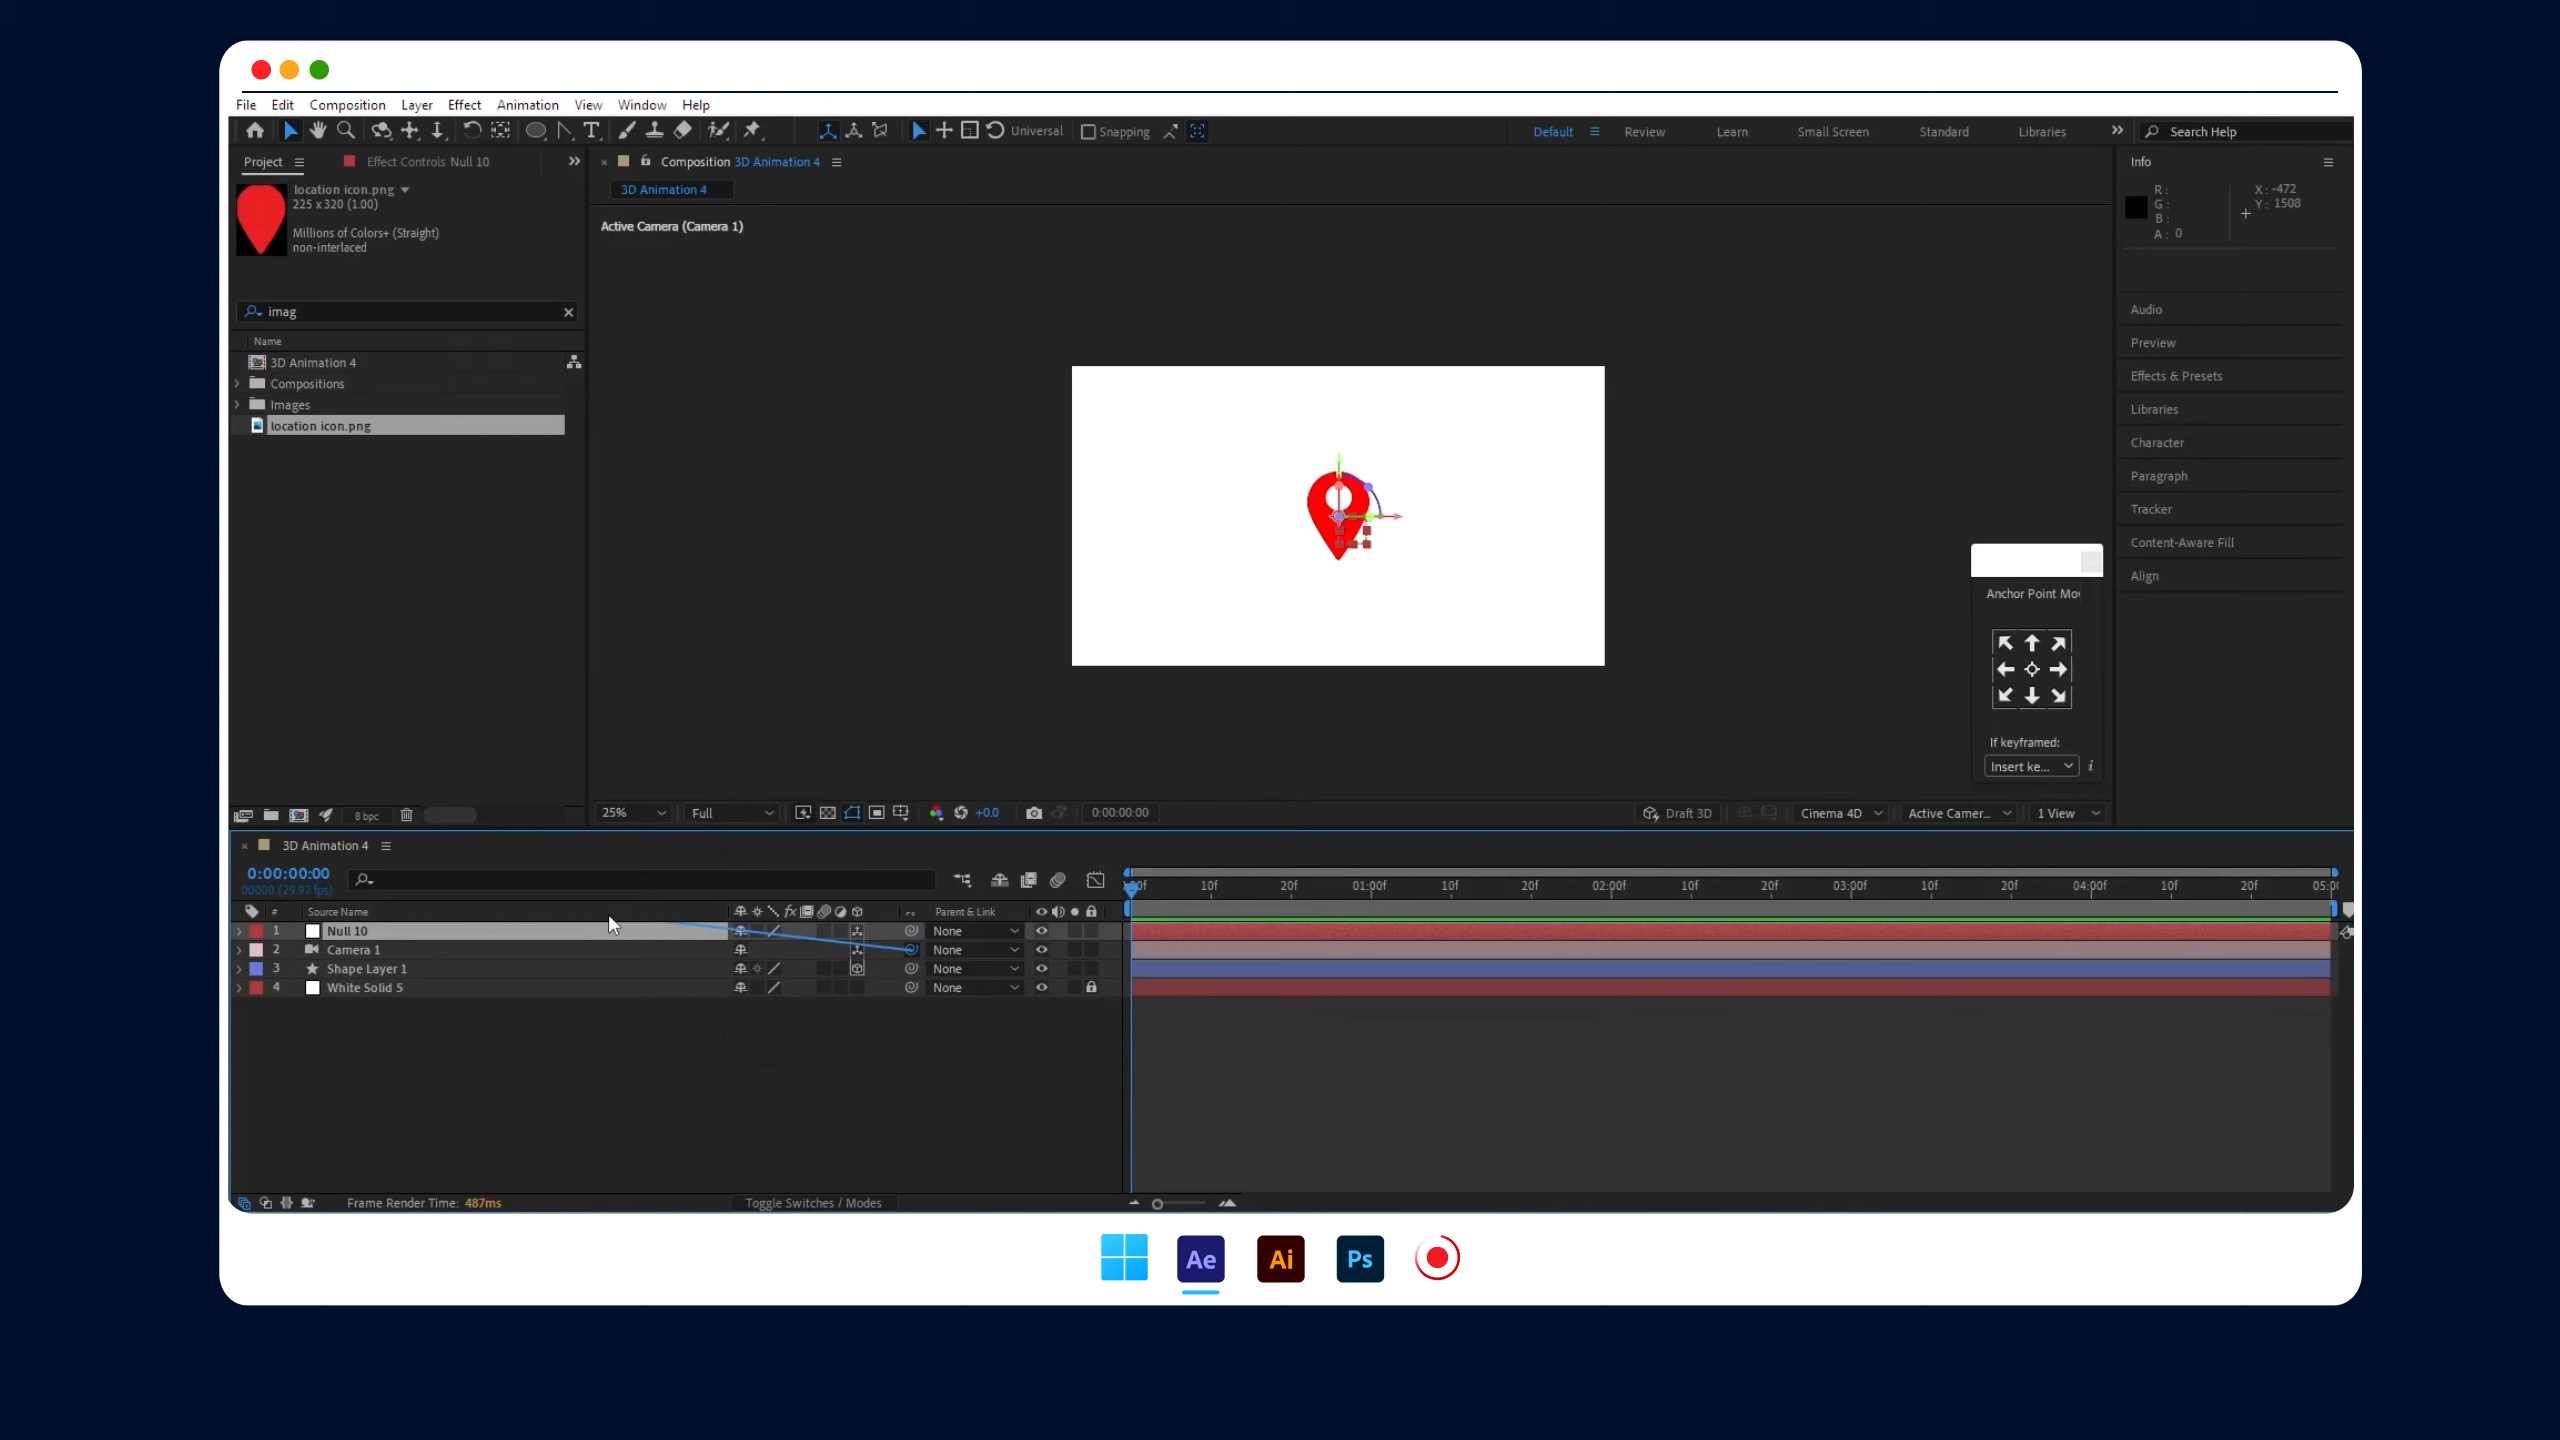 File Edit Composition Layer Effect Animation View Window Help
Universal Snapping Default Review Learn Small Screen Standard Libraries Search Help
Project Effect Controls Null 10
Composition 3D Animation 4
Info
location icon.png
225 x 320 (1.00)
Millions of Colors+ (Straight)
non-interlaced
3D Animation 4
Active Camera (Camera 1)
R :
G :
B :
A : 0
X : -472
Y : 1508
imag
Name
3D Animation 4
Compositions
Images
location icon.png
Audio
Preview
Effects & Presets
Libraries
Character
Paragraph
Tracker
Content-Aware Fill
Align
Anchor Point Mov
If keyframed:
Insert ke...
i
8 bpc
25% Full +0.0 0:00:00:00 Draft 3D Cinema 4D Active Camer... 1 View
3D Animation 4
0:00:00:00
00000 (29.97 fps)
:00f 10f 20f 01:00f 10f 20f 02:00f 10f 20f 03:00f 10f 20f 04:00f 10f 20f 05:00
# Source Name fx Parent & Link
1 Null 10 None
2 Camera 1 None
3 Shape Layer 1 None
4 White Solid 5 None
Frame Render Time: 487ms Toggle Switches / Modes
Ae Ai Ps